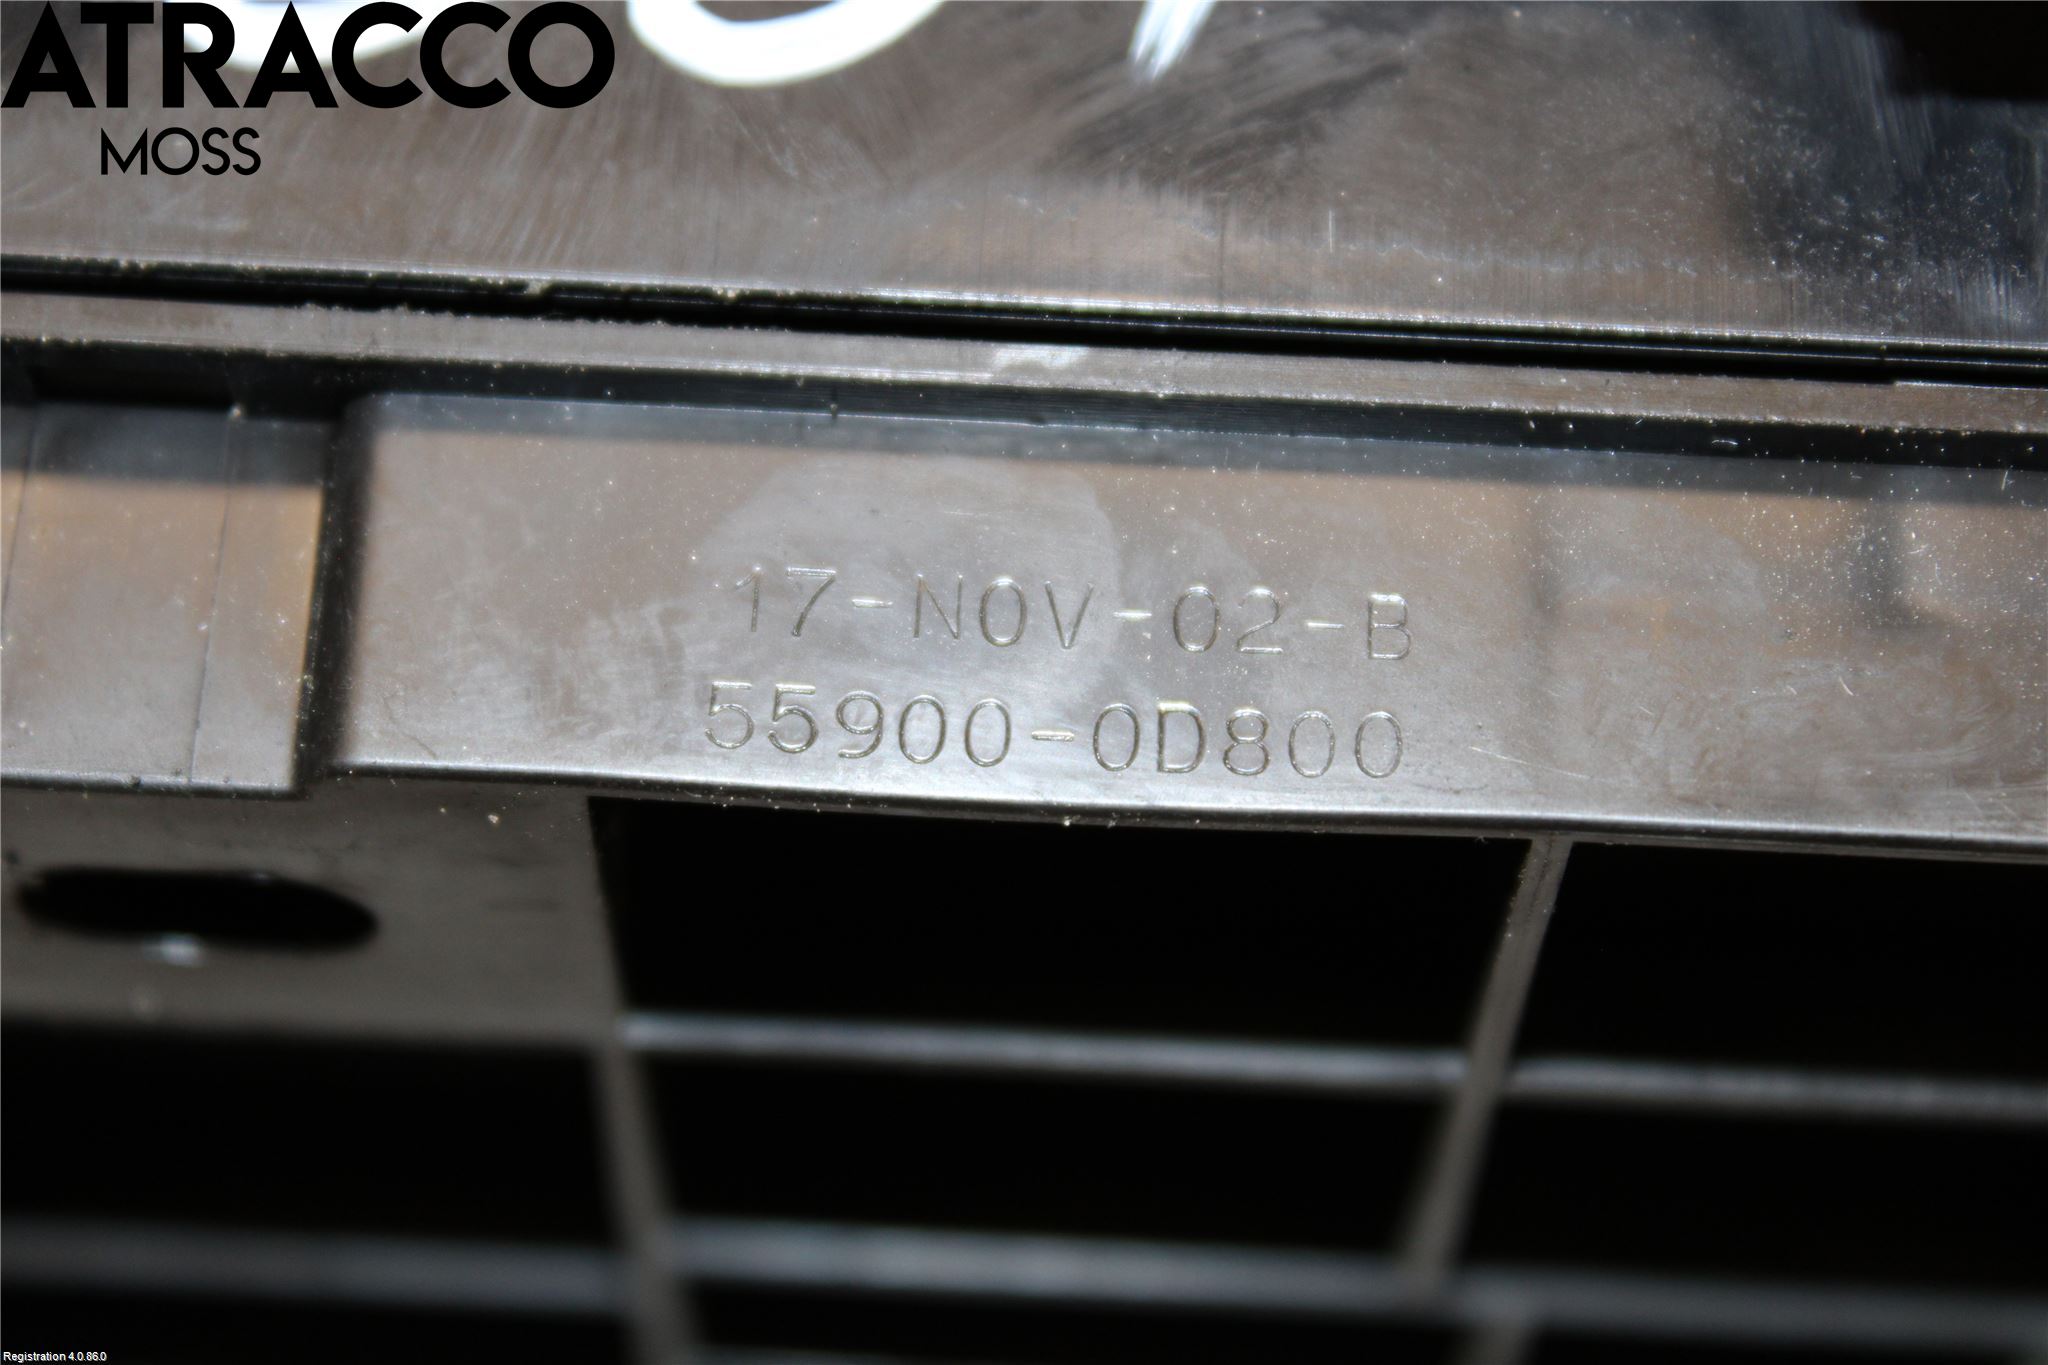 ATRACCO
MOSS
17-NOV-02-B
55900-0D800
Registration 4.0.86.0